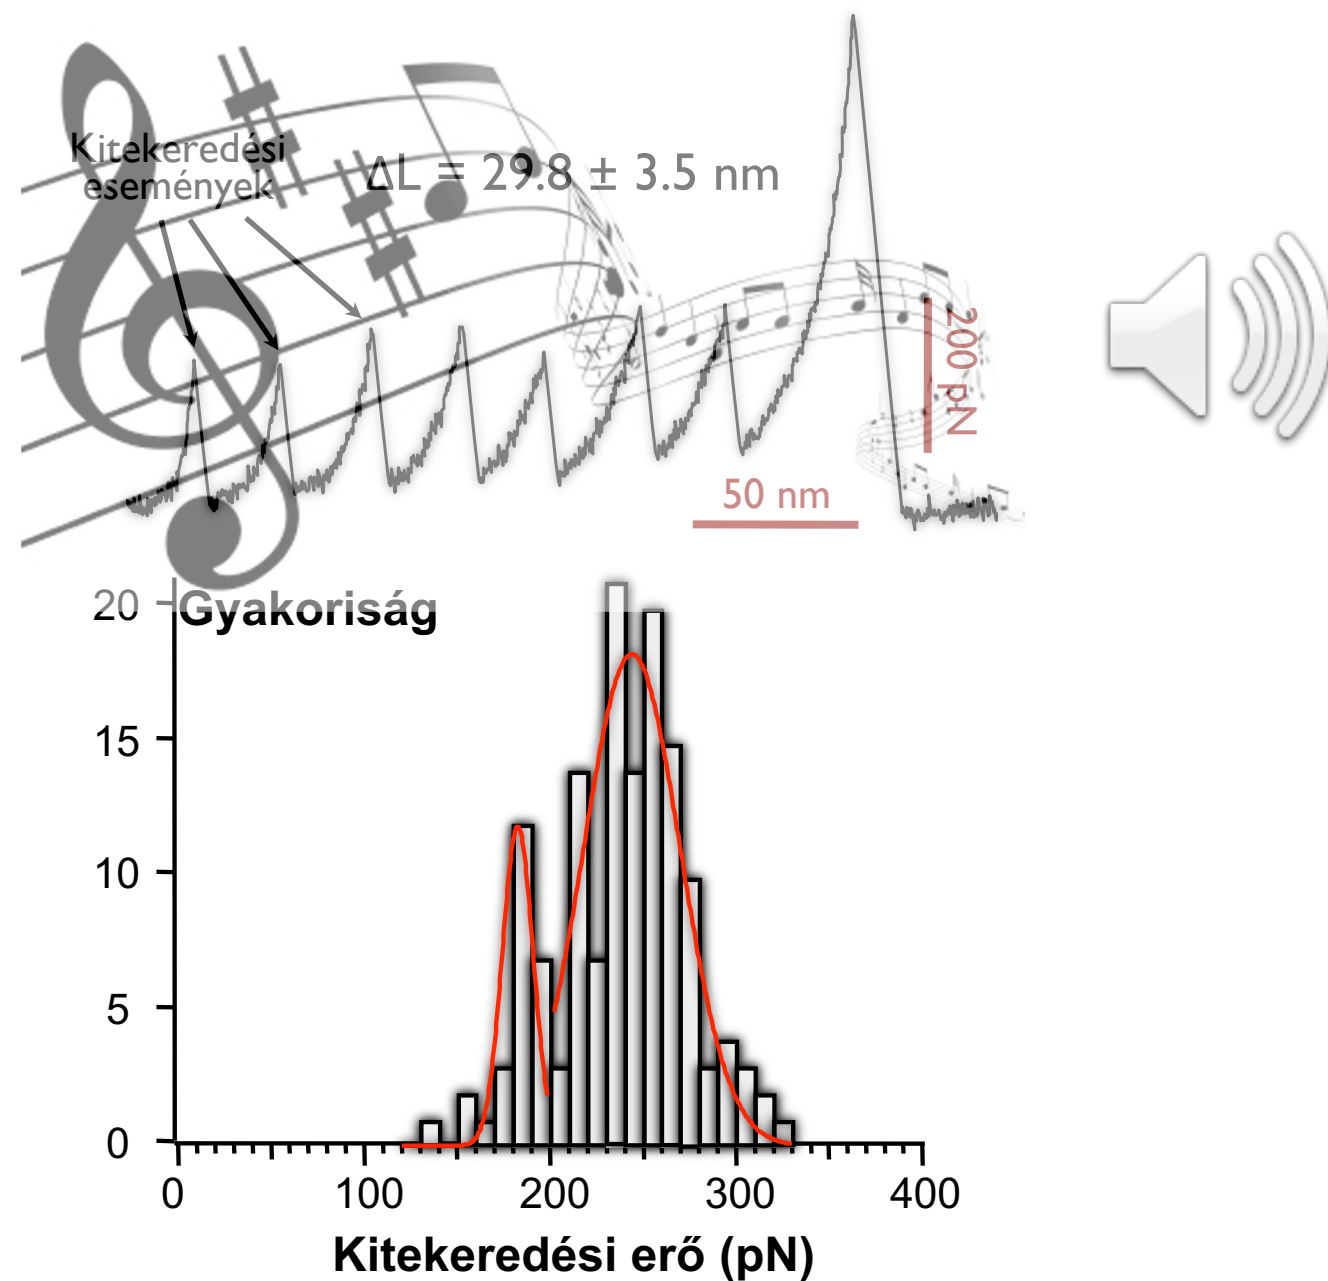 Kitekeredési
események
ΔL = 29.8 ± 3.5 nm
200 pN
50 nm
Gyakoriság
20
15
10
5
0
0 100 200 300 400
Kitekeredési erő (pN)